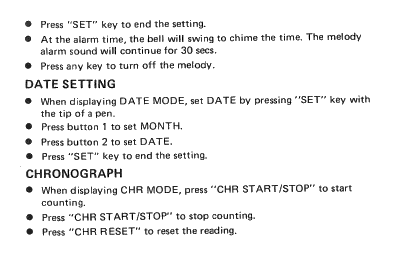 ● Press "SET" key to end the setting.
● At the alarm time, the bell will swing to chime the time. The melody
alarm sound will continue for 30 secs.
● Press any key to turn off the melody.
DATE SETTING
● When displaying DATE MODE, set DATE by pressing "SET" key with
the tip of a pen.
● Press button 1 to set MONTH.
● Press button 2 to set DATE.
● Press "SET" key to end the setting.
CHRONOGRAPH
● When displaying CHR MODE, press "CHR START/STOP" to start
counting.
● Press "CHR START/STOP" to stop counting.
● Press "CHR RESET" to reset the reading.